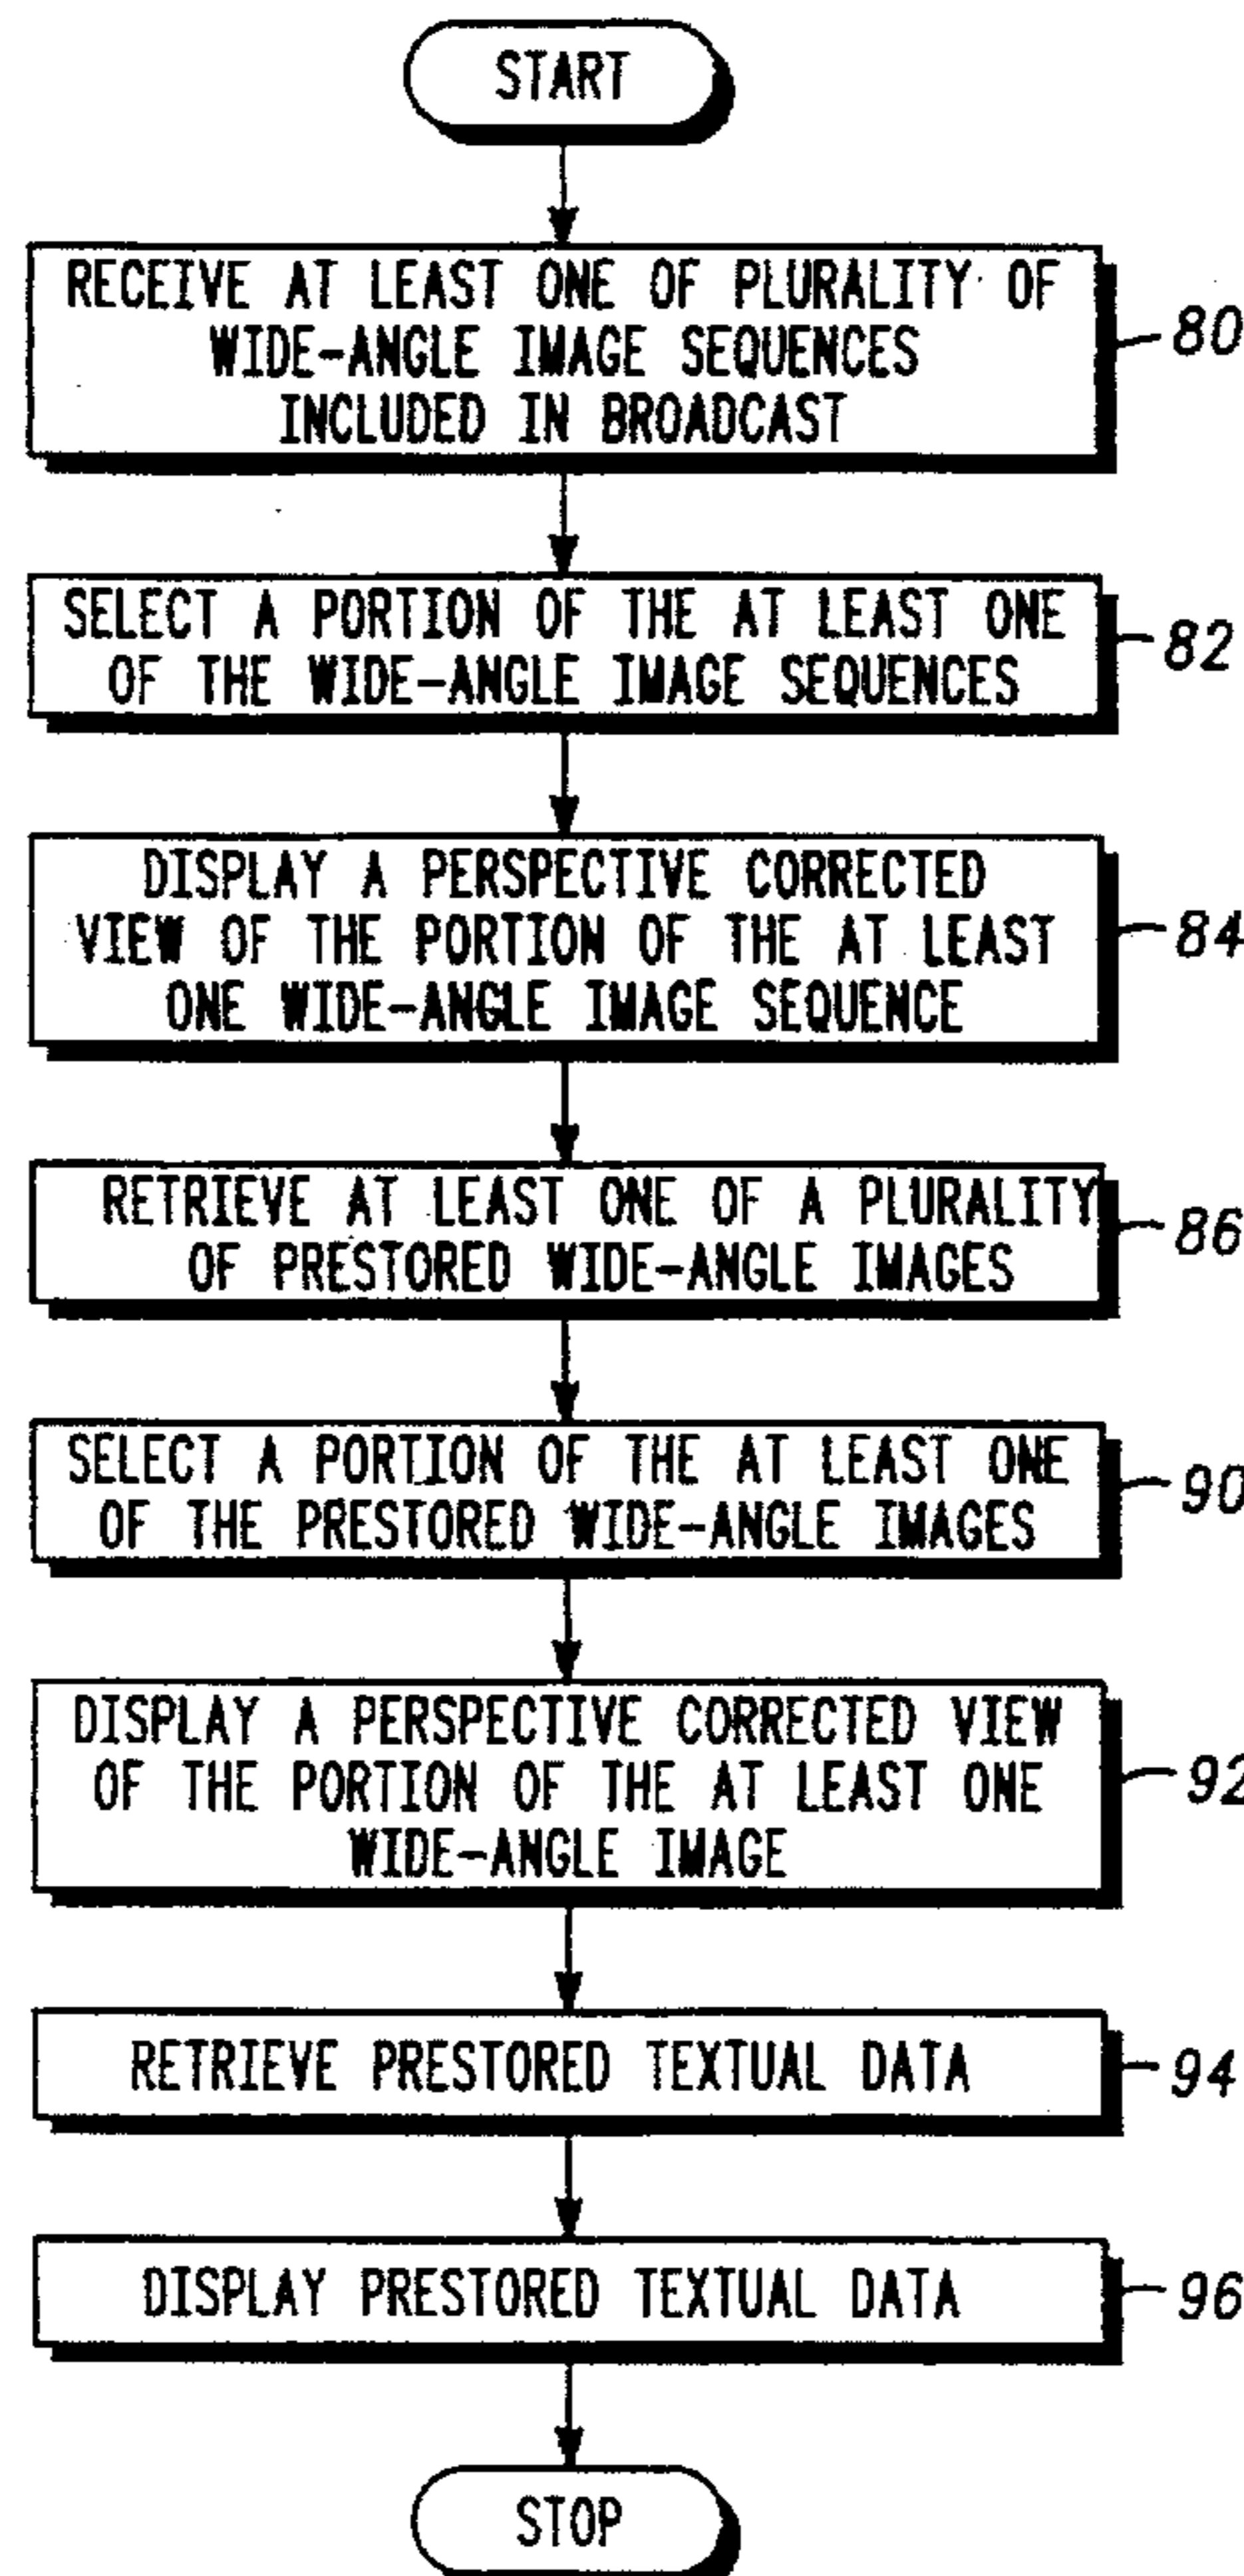 START
RECEIVE AT LEAST ONE OF PLURALITY OF
WIDE-ANGLE IMAGE SEQUENCES
INCLUDED IN BROADCAST
80
SELECT A PORTION OF THE AT LEAST ONE
OF THE WIDE-ANGLE IMAGE SEQUENCES
82
DISPLAY A PERSPECTIVE CORRECTED
VIEW OF THE PORTION OF THE AT LEAST
ONE WIDE-ANGLE IMAGE SEQUENCE
84
RETRIEVE AT LEAST ONE OF A PLURALITY
OF PRESTORED WIDE-ANGLE IMAGES
86
SELECT A PORTION OF THE AT LEAST ONE
OF THE PRESTORED WIDE-ANGLE IMAGES
90
DISPLAY A PERSPECTIVE CORRECTED VIEW
OF THE PORTION OF THE AT LEAST ONE
WIDE-ANGLE IMAGE
92
RETRIEVE PRESTORED TEXTUAL DATA
94
DISPLAY PRESTORED TEXTUAL DATA
96
STOP